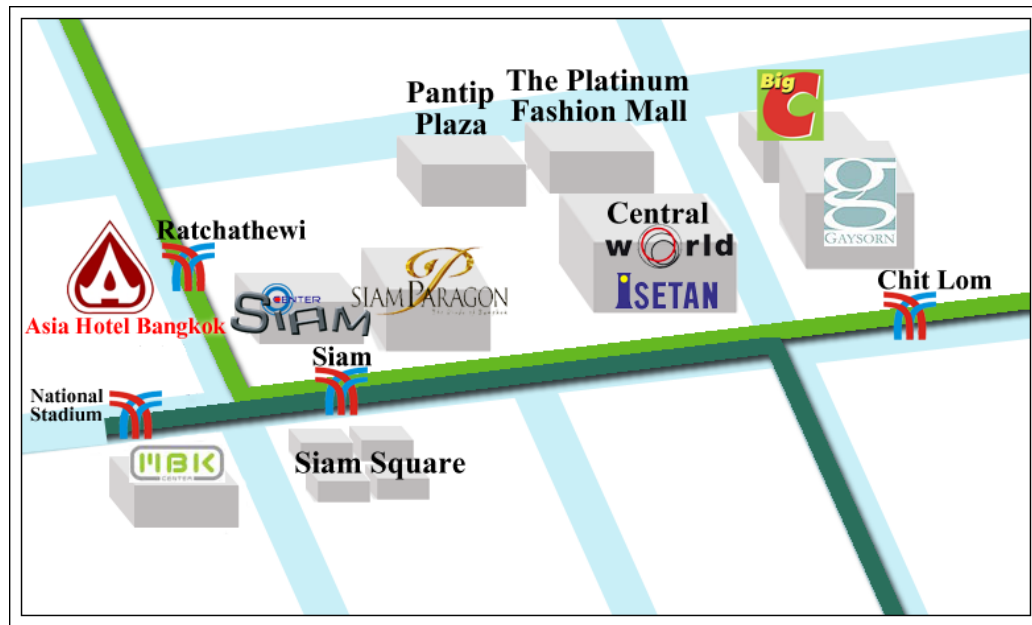 Pantip
Plaza
The Platinum
Fashion Mall
Big
C
g
GAYSORN
Ratchathewi
Asia Hotel Bangkok
CENTER
SIAM
SIAM PARAGON
Central
world
ISETAN
Chit Lom
Siam
National
Stadium
MBK
CENTER
Siam Square